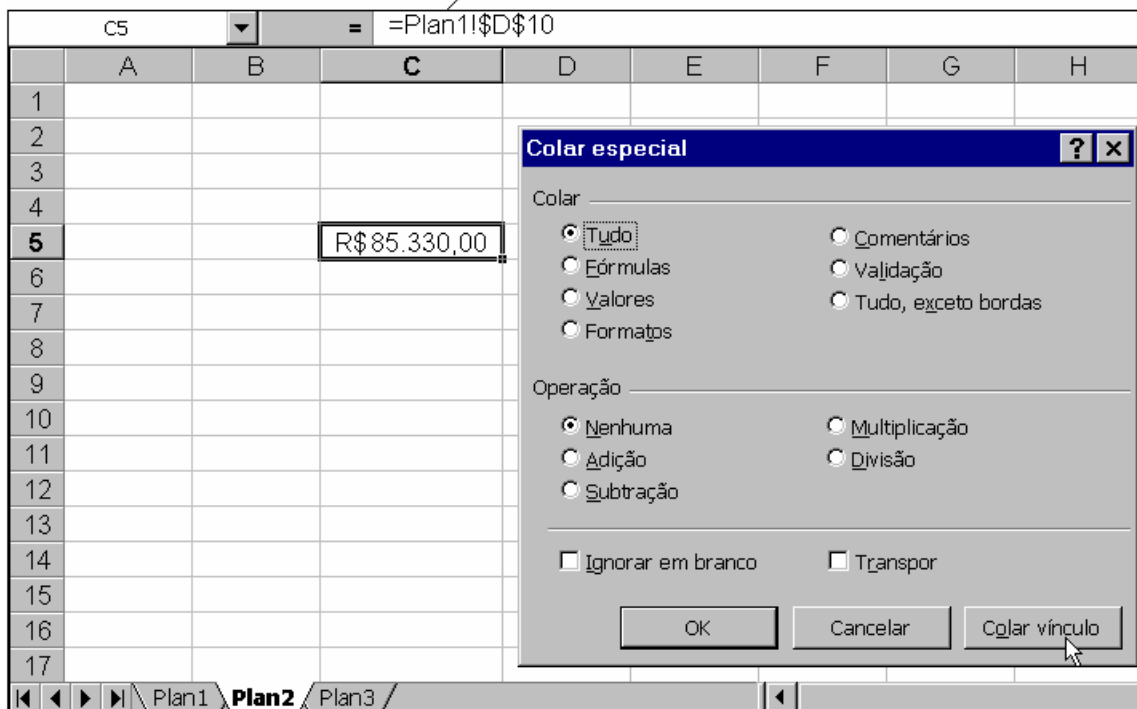 C5 = =Plan1!$D$10
A B C D E F G H
1
2
3
4
5 R$85.330,00
6
7
8
9
10
11
12
13
14
15
16
17
Colar especial ? ×
Colar
Tudo Comentários
Fórmulas Validação
Valores Tudo, exceto bordas
Formatos
Operação
Nenhuma Multiplicação
Adição Divisão
Subtração
Ignorar em branco Transpor
OK Cancelar Colar vínculo
Plan1 Plan2 Plan3